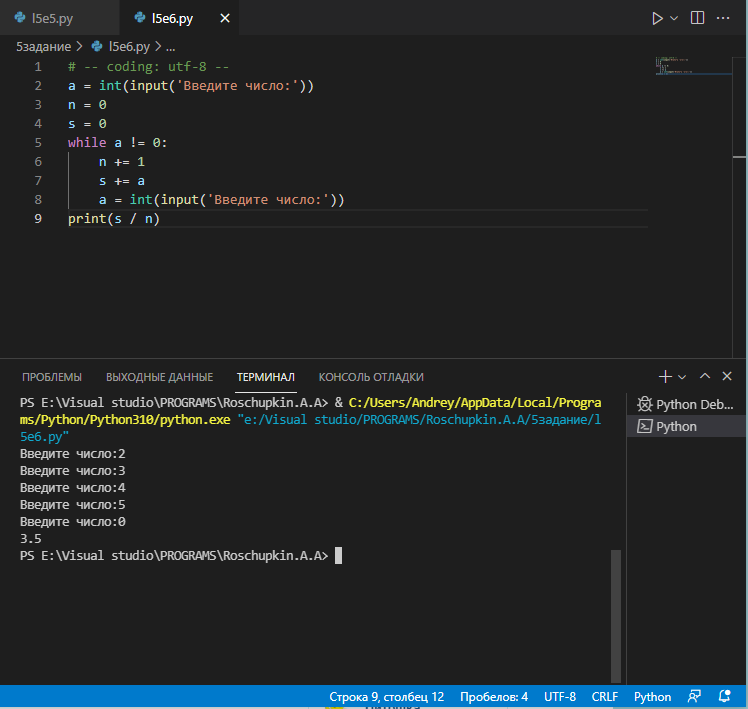 l5e5.py l5e6.py
5задание > l5e6.py > ...
1 # -- coding: utf-8 --
2 a = int(input('Введите число:'))
3 n = 0
4 s = 0
5 while a != 0:
6 n += 1
7 s += a
8 a = int(input('Введите число:'))
9 print(s / n)
ПРОБЛЕМЫ ВЫХОДНЫЕ ДАННЫЕ ТЕРМИНАЛ КОНСОЛЬ ОТЛАДКИ
PS E:\Visual studio\PROGRAMS\Roschupkin.A.A> & C:/Users/Andrey/AppData/Local/Progra
ms/Python/Python310/python.exe "e:/Visual studio/PROGRAMS/Roschupkin.A.A/5задание/l
5e6.py"
Введите число:2
Введите число:3
Введите число:4
Введите число:5
Введите число:0
3.5
PS E:\Visual studio\PROGRAMS\Roschupkin.A.A>
Python Deb...
Python
Строка 9, столбец 12 Пробелов: 4 UTF-8 CRLF Python